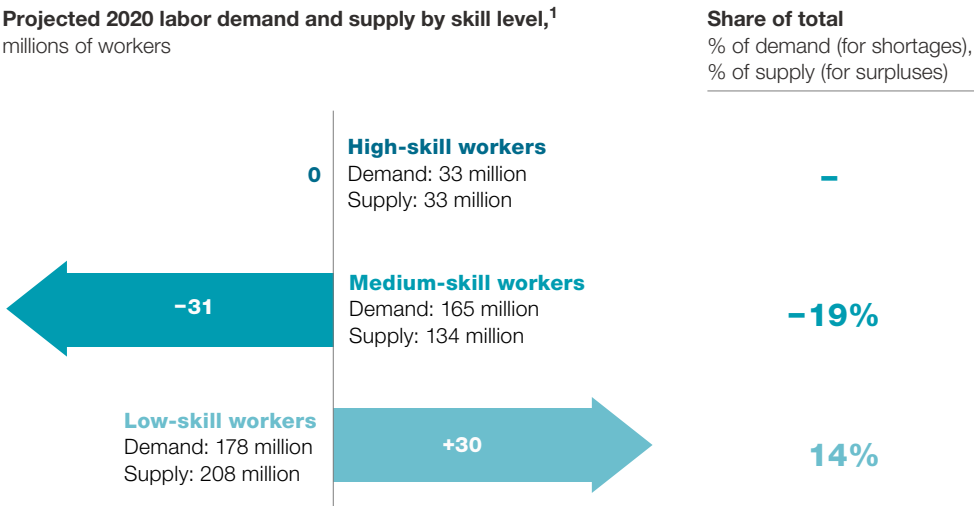 Projected 2020 labor demand and supply by skill level,1
millions of workers
Share of total
% of demand (for shortages),
% of supply (for surpluses)
0
High-skill workers
Demand: 33 million
Supply: 33 million
–
−31
Medium-skill workers
Demand: 165 million
Supply: 134 million
−19%
Low-skill workers
Demand: 178 million
Supply: 208 million
+30
14%